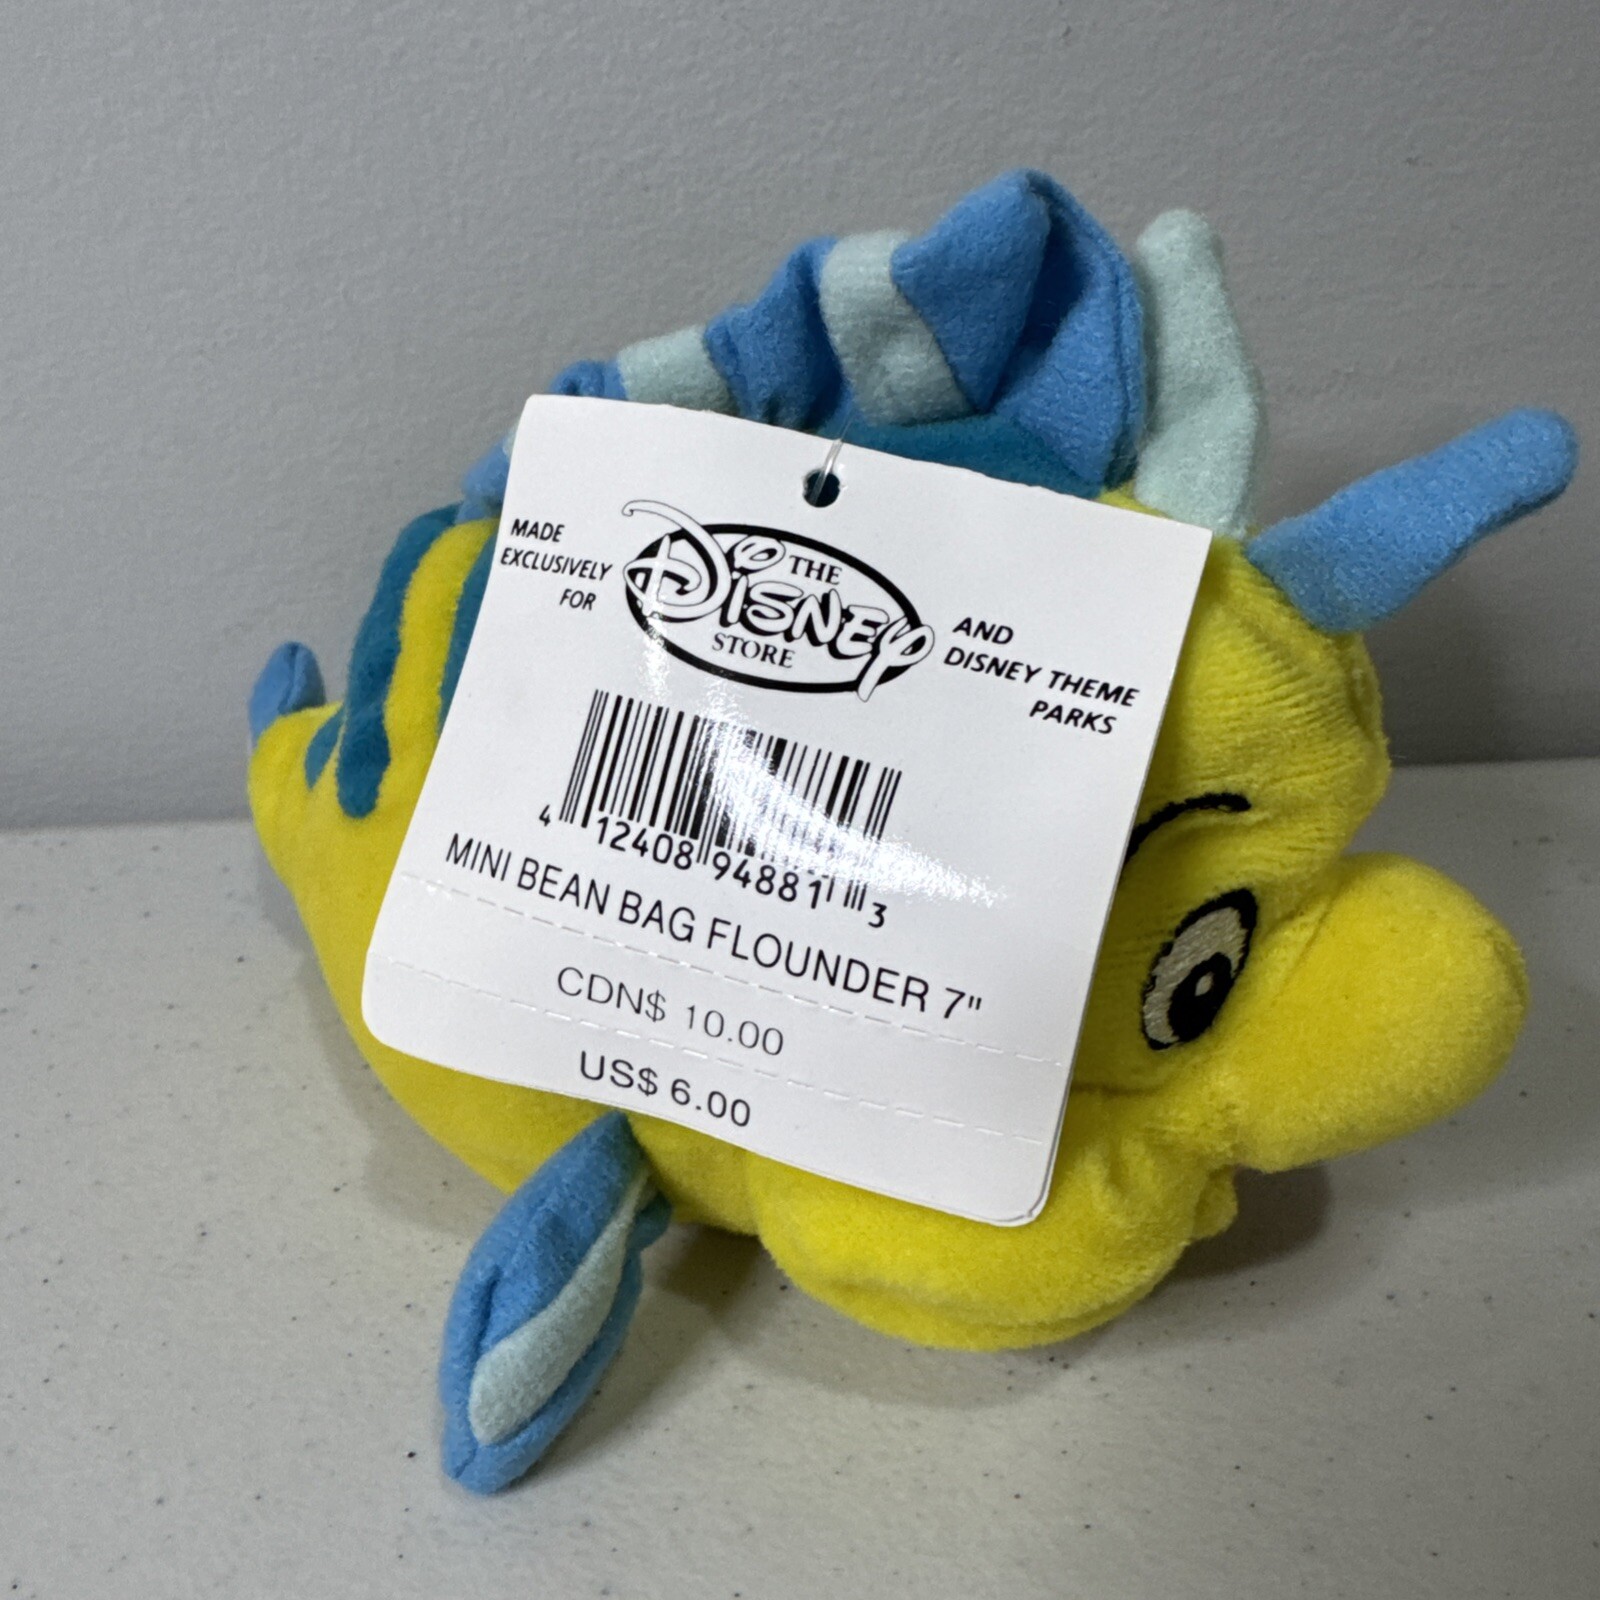 MADE
EXCLUSIVELY
FOR
THE
DISNEY
STORE
AND
DISNEY THEME
PARKS
4 12408 94881 3
MINI BEAN BAG FLOUNDER 7"
CDN$ 10.00
US$ 6.00